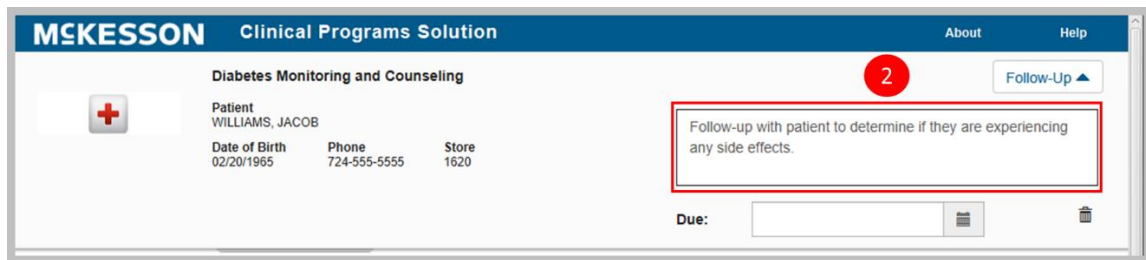 MCKESSON Clinical Programs Solution About Help
Diabetes Monitoring and Counseling
2
Follow-Up
Patient
WILLIAMS, JACOB
Date of Birth Phone Store
02/20/1965 724-555-5555 1620
Follow-up with patient to determine if they are experiencing
any side effects.
Due: